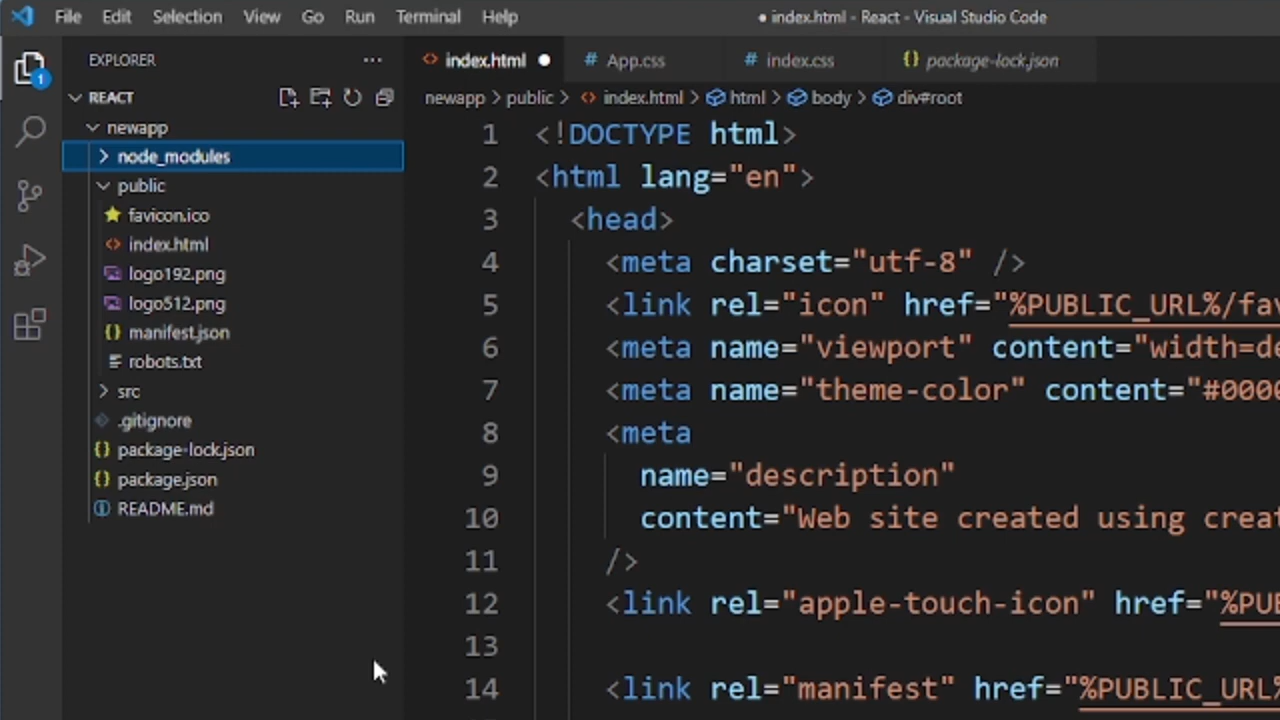 File Edit Selection View Go Run Terminal Help
● index.html - React - Visual Studio Code
1
EXPLORER
REACT
newapp
node_modules
public
favicon.ico
index.html
logo192.png
logo512.png
manifest.json
robots.txt
src
.gitignore
package-lock.json
package.json
README.md
index.html App.css index.css package-lock.json
newapp > public > index.html > html > body > div#root
1 <!DOCTYPE html>
2 <html lang="en">
3 <head>
4 <meta charset="utf-8" />
5 <link rel="icon" href="%PUBLIC_URL%/fav
6 <meta name="viewport" content="width=de
7 <meta name="theme-color" content="#0000
8 <meta
9 name="description"
10 content="Web site created using creat
11 />
12 <link rel="apple-touch-icon" href="%PUB
13
14 <link rel="manifest" href="%PUBLIC_URL%